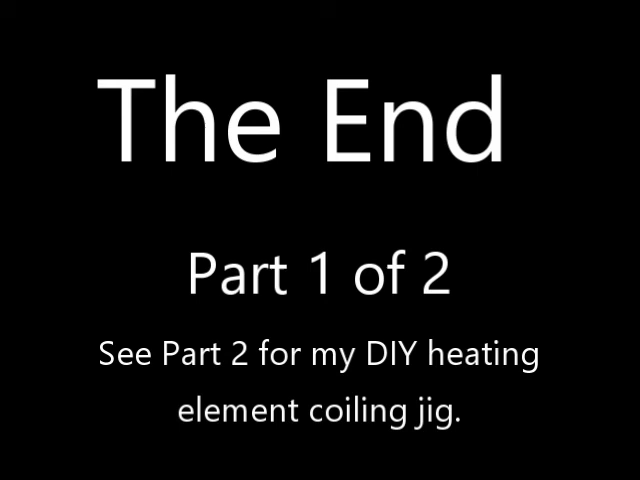 The End
Part 1 of 2
See Part 2 for my DIY heating
element coiling jig.